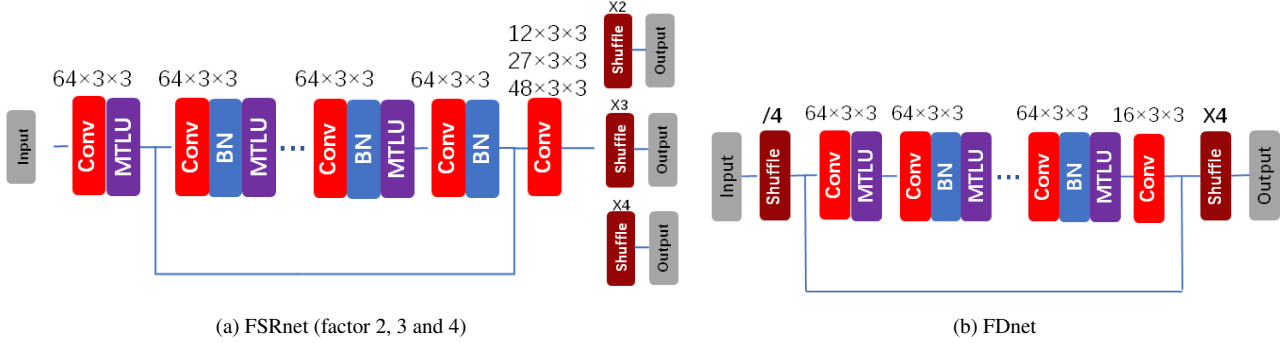 X2
12×3×3
27×3×3
48×3×3
Shuffle
Output
64×3×3
64×3×3
64×3×3
64×3×3
Input
Conv
MTLU
Conv
BN
MTLU
...
Conv
BN
MTLU
Conv
BN
Conv
X3
Shuffle
Output
X4
Shuffle
Output
(a) FSRnet (factor 2, 3 and 4)
/4
64×3×3
64×3×3
64×3×3
16×3×3
X4
Input
Shuffle
Conv
MTLU
Conv
BN
MTLU
...
Conv
BN
MTLU
Conv
Shuffle
Output
(b) FDnet